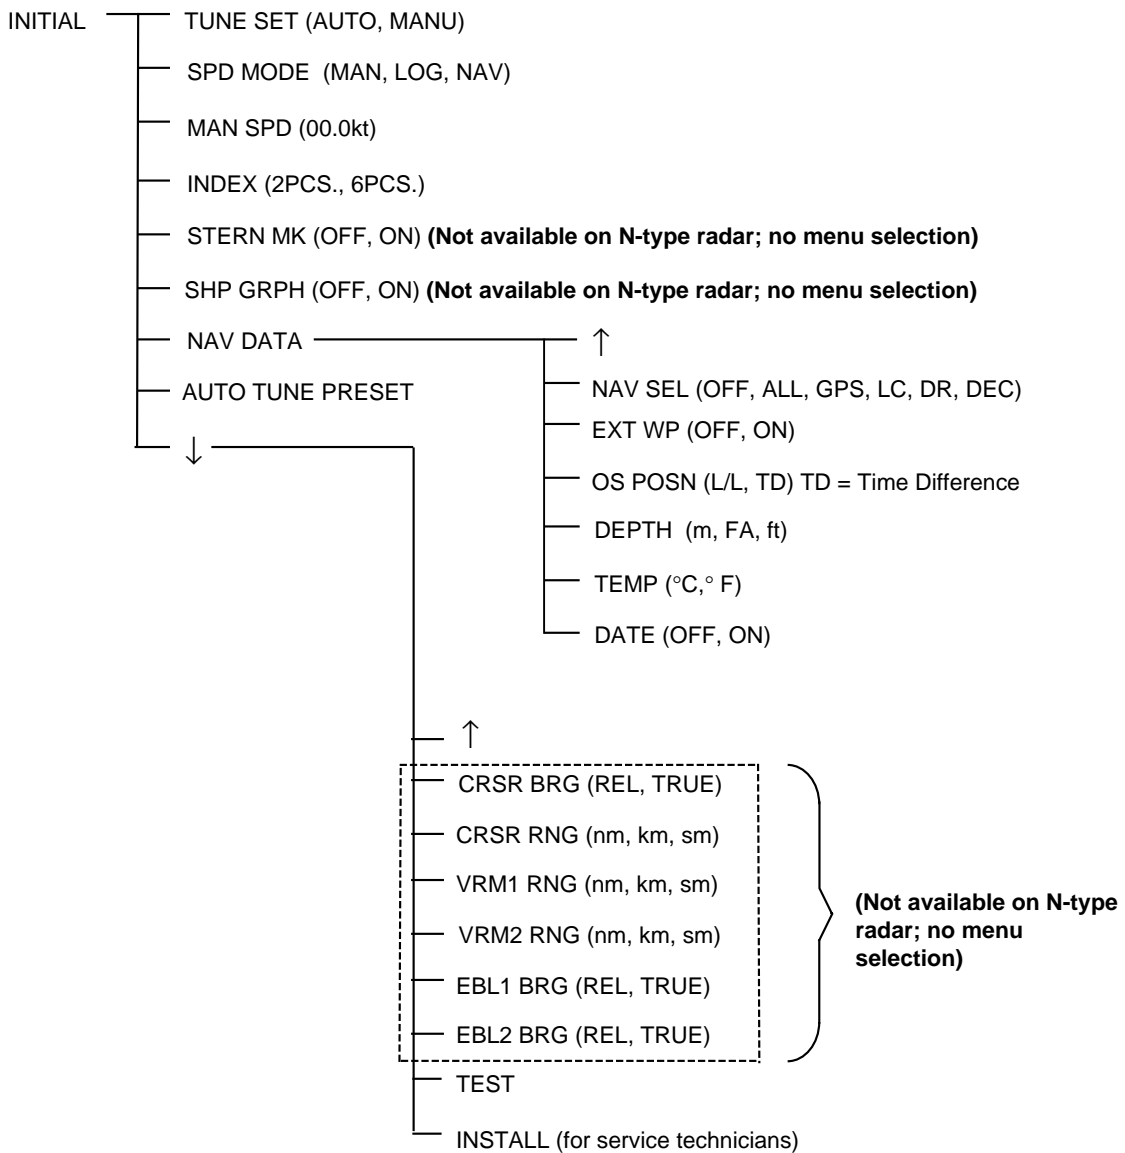 INITIAL
TUNE SET (AUTO, MANU)
SPD MODE  (MAN, LOG, NAV)
MAN SPD (00.0kt)
INDEX (2PCS., 6PCS.)
STERN MK (OFF, ON) (Not available on N-type radar; no menu selection)
SHP GRPH (OFF, ON) (Not available on N-type radar; no menu selection)
NAV DATA
↑
NAV SEL (OFF, ALL, GPS, LC, DR, DEC)
EXT WP (OFF, ON)
OS POSN (L/L, TD) TD = Time Difference
DEPTH  (m, FA, ft)
TEMP (°C,° F)
DATE (OFF, ON)
AUTO TUNE PRESET
↓
↑
CRSR BRG (REL, TRUE)
CRSR RNG (nm, km, sm)
VRM1 RNG (nm, km, sm)
VRM2 RNG (nm, km, sm)
EBL1 BRG (REL, TRUE)
EBL2 BRG (REL, TRUE)
(Not available on N-type
radar; no menu
selection)
TEST
INSTALL (for service technicians)